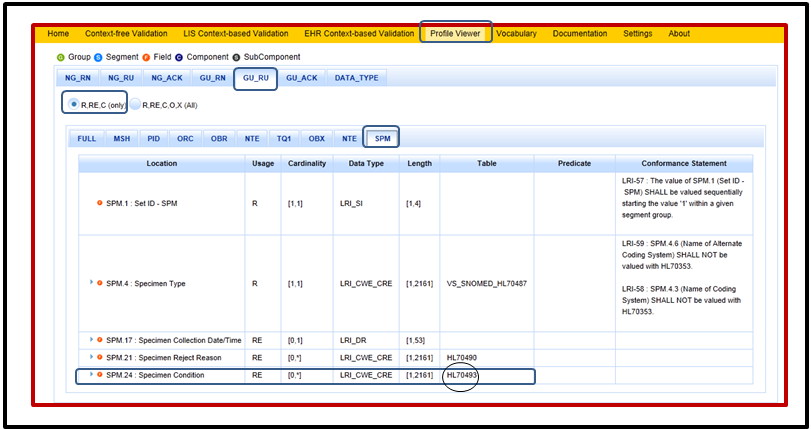 Home Context-free Validation LIS Context-based Validation EHR Context-based Validation Profile Viewer Vocabulary Documentation Settings About
G Group S Segment F Field C Component S SubComponent
NG_RN NG_RU NG_ACK GU_RN GU_RU GU_ACK DATA_TYPE
R,RE,C (only) R,RE,C,O,X (All)
FULL MSH PID ORC OBR NTE TQ1 OBX NTE SPM
Location Usage Cardinality Data Type Length Table Predicate Conformance Statement
LRI-57 : The value of SPM.1 (Set ID -
SPM) SHALL be valued sequentially
SPM.1 : Set ID - SPM R [1,1] LRI_SI [1,4]
starting the value '1' within a given
segment group.
LRI-59 : SPM.4.6 (Name of Alternate
Coding System) SHALL NOT be
valued with HL70353.
SPM.4 : Specimen Type R [1,1] LRI_CWE_CRE [1,2161] VS_SNOMED_HL70487
LRI-58 : SPM.4.3 (Name of Coding
System) SHALL NOT be valued with
HL70353.
SPM.17 : Specimen Collection Date/Time RE [0,1] LRI_DR [1,53]
SPM.21 : Specimen Reject Reason RE [0,*] LRI_CWE_CRE [1,2161] HL70490
SPM.24 : Specimen Condition RE [0,*] LRI_CWE_CRE [1,2161] HL70493